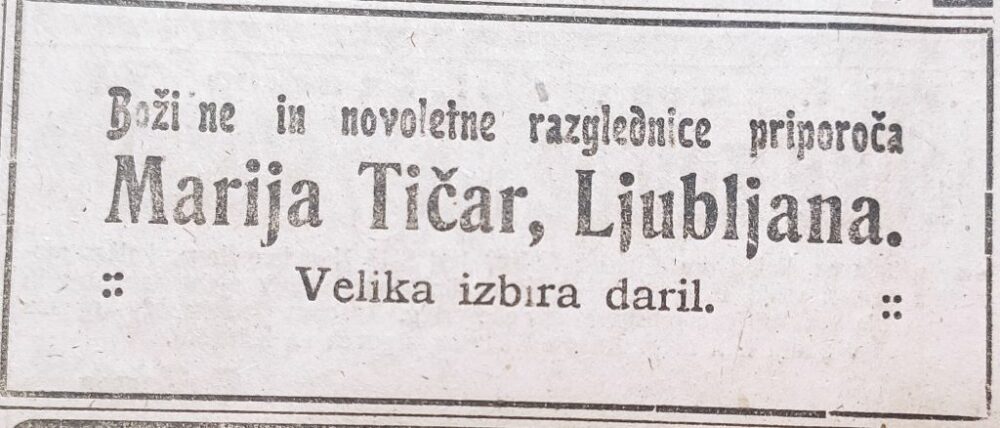 Boži ne in novoletne razglednice priporoča
Marija Tičar, Ljubljana.
:: Velika izbira daril. ::